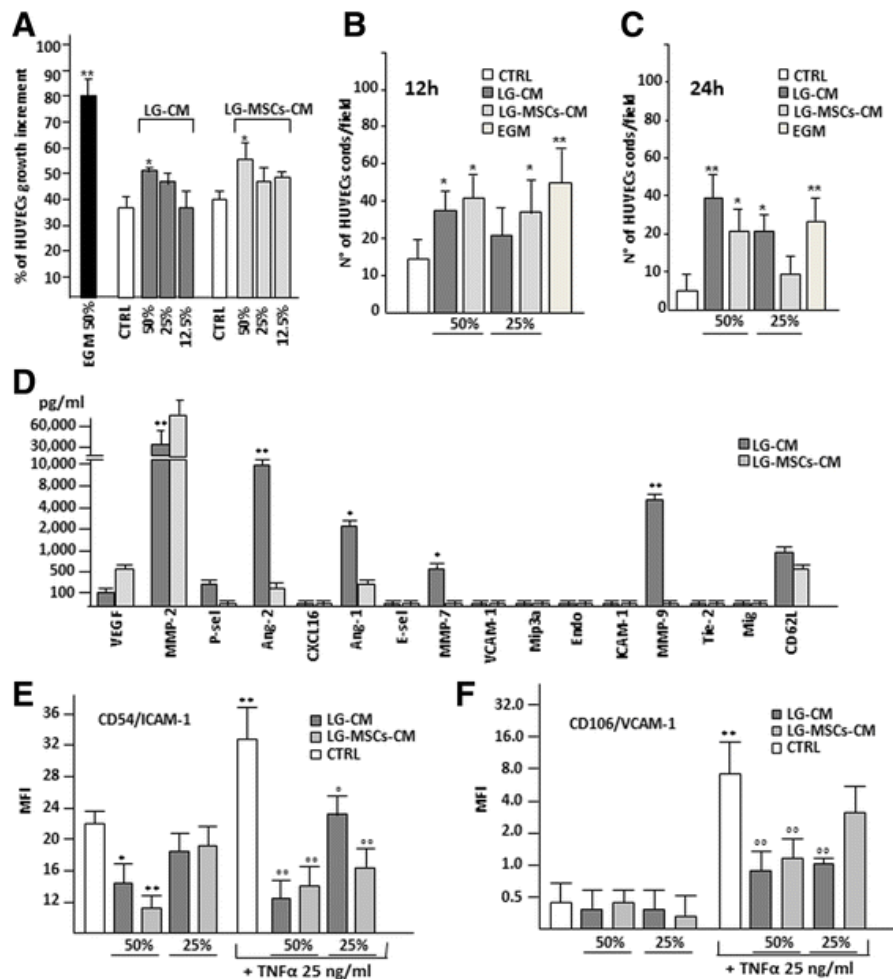 A
% of HUVECs growth increment
100
90
80
70
60
50
40
30
20
10
**
LG-CM
*
LG-MSCs-CM
*
EGM 50%
CTRL
50%
25%
12.5%
CTRL
50%
25%
12.5%
B
12h
CTRL
LG-CM
LG-MSCs-CM
EGM
N° of HUVECs cords/field
100
80
60
40
20
10
0
* * * **
50% 25%
C
24h
CTRL
LG-CM
LG-MSCs-CM
EGM
N° of HUVECs cords/field
100
80
60
40
20
10
0
** * * **
50% 25%
D
pg/ml
60,000
30,000
10,000
8,000
4,000
2,000
1,000
500
100
** ** * * **
LG-CM
LG-MSCs-CM
VEGF
MMP-2
P-sel
Ang-2
CXCL16
Ang-1
E-sel
MMP-7
VCAM-1
Mip3a
Endo
ICAM-1
MMP-9
Tie-2
Mig
CD62L
E
CD54/ICAM-1
LG-CM
LG-MSCs-CM
CTRL
MFI
36
32
28
22
20
16
12
* ** ** °° °° ° °°
50% 25% 50% 25%
+ TNFα 25 ng/ml
F
CD106/VCAM-1
LG-CM
LG-MSCs-CM
CTRL
MFI
32.0
16.0
8.0
4.0
2.0
1.0
0.5
** °° °° °°
50% 25% 50% 25%
+ TNFα 25 ng/ml